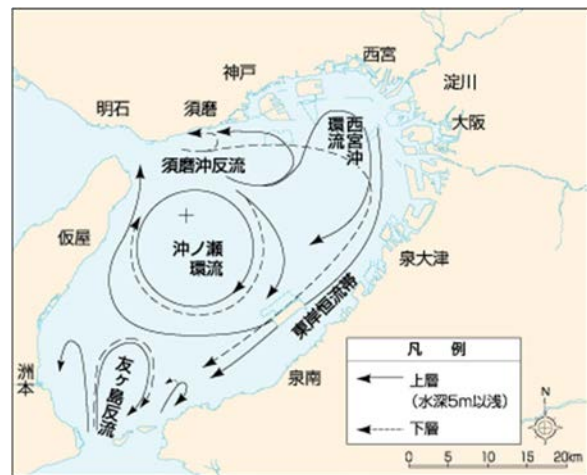 西宮
神戸
淀川
明石
須磨
大阪
西宮沖
環流
須磨沖反流
仮屋
沖ノ瀬
環流
泉大津
東岸恒流帯
洲本
友ヶ島反流
泉南
凡 例
上層
(水深5m以浅)
下層
N
0 5 10 15 20km